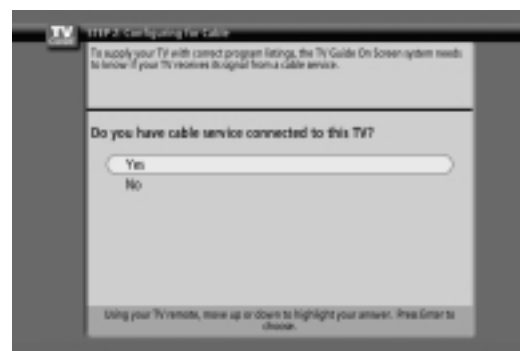 TV
GUIDE
STEP 2: Configuring for Cable
To supply your TV with correct program listings, the TV Guide On Screen system needs
to know if your TV receives its signal from a cable service.
Do you have cable service connected to this TV?
Yes
No
Using your TV remote, move up or down to highlight your answer. Press Enter to
choose.